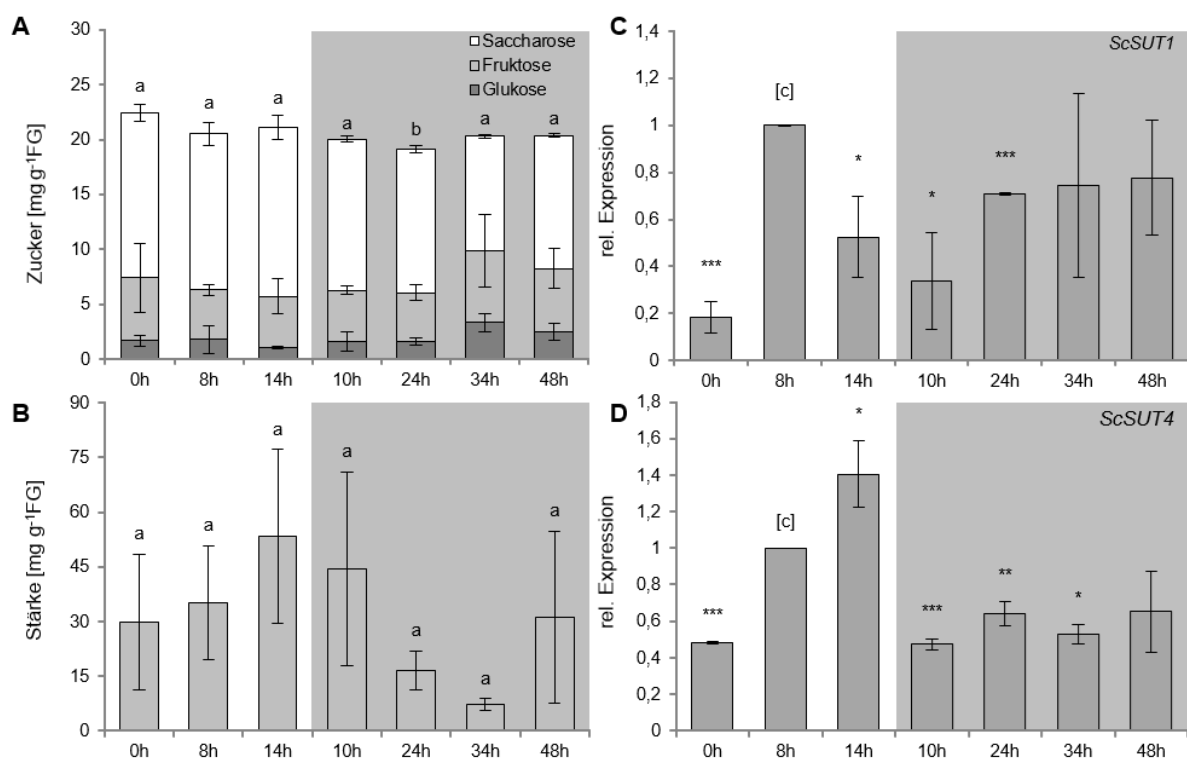 A
Zucker [mg g⁻¹FG]
30
25
20
15
10
5
0
Saccharose
Fruktose
Glukose
a
a
a
a
b
a
a
0h
8h
14h
10h
24h
34h
48h
B
Stärke [mg g⁻¹FG]
90
75
60
45
30
15
0
a
a
a
a
a
a
a
0h
8h
14h
10h
24h
34h
48h
C
rel. Expression
1,4
1,2
1
0,8
0,6
0,4
0,2
0
ScSUT1
***
[c]
*
*
***
0h
8h
14h
10h
24h
34h
48h
D
rel. Expression
1,8
1,6
1,4
1,2
1
0,8
0,6
0,4
0,2
0
ScSUT4
***
[c]
*
***
**
*
0h
8h
14h
10h
24h
34h
48h